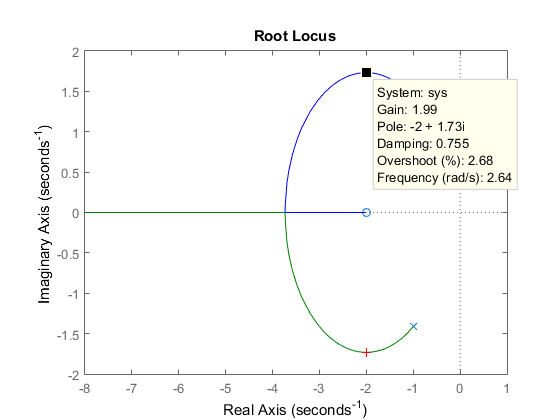 Root Locus
2
1.5
1
0.5
0
-0.5
-1
-1.5
-2
Imaginary Axis (seconds⁻¹)
System: sys
Gain: 1.99
Pole: -2 + 1.73i
Damping: 0.755
Overshoot (%): 2.68
Frequency (rad/s): 2.64
-8 -7 -6 -5 -4 -3 -2 -1 0 1
Real Axis (seconds⁻¹)